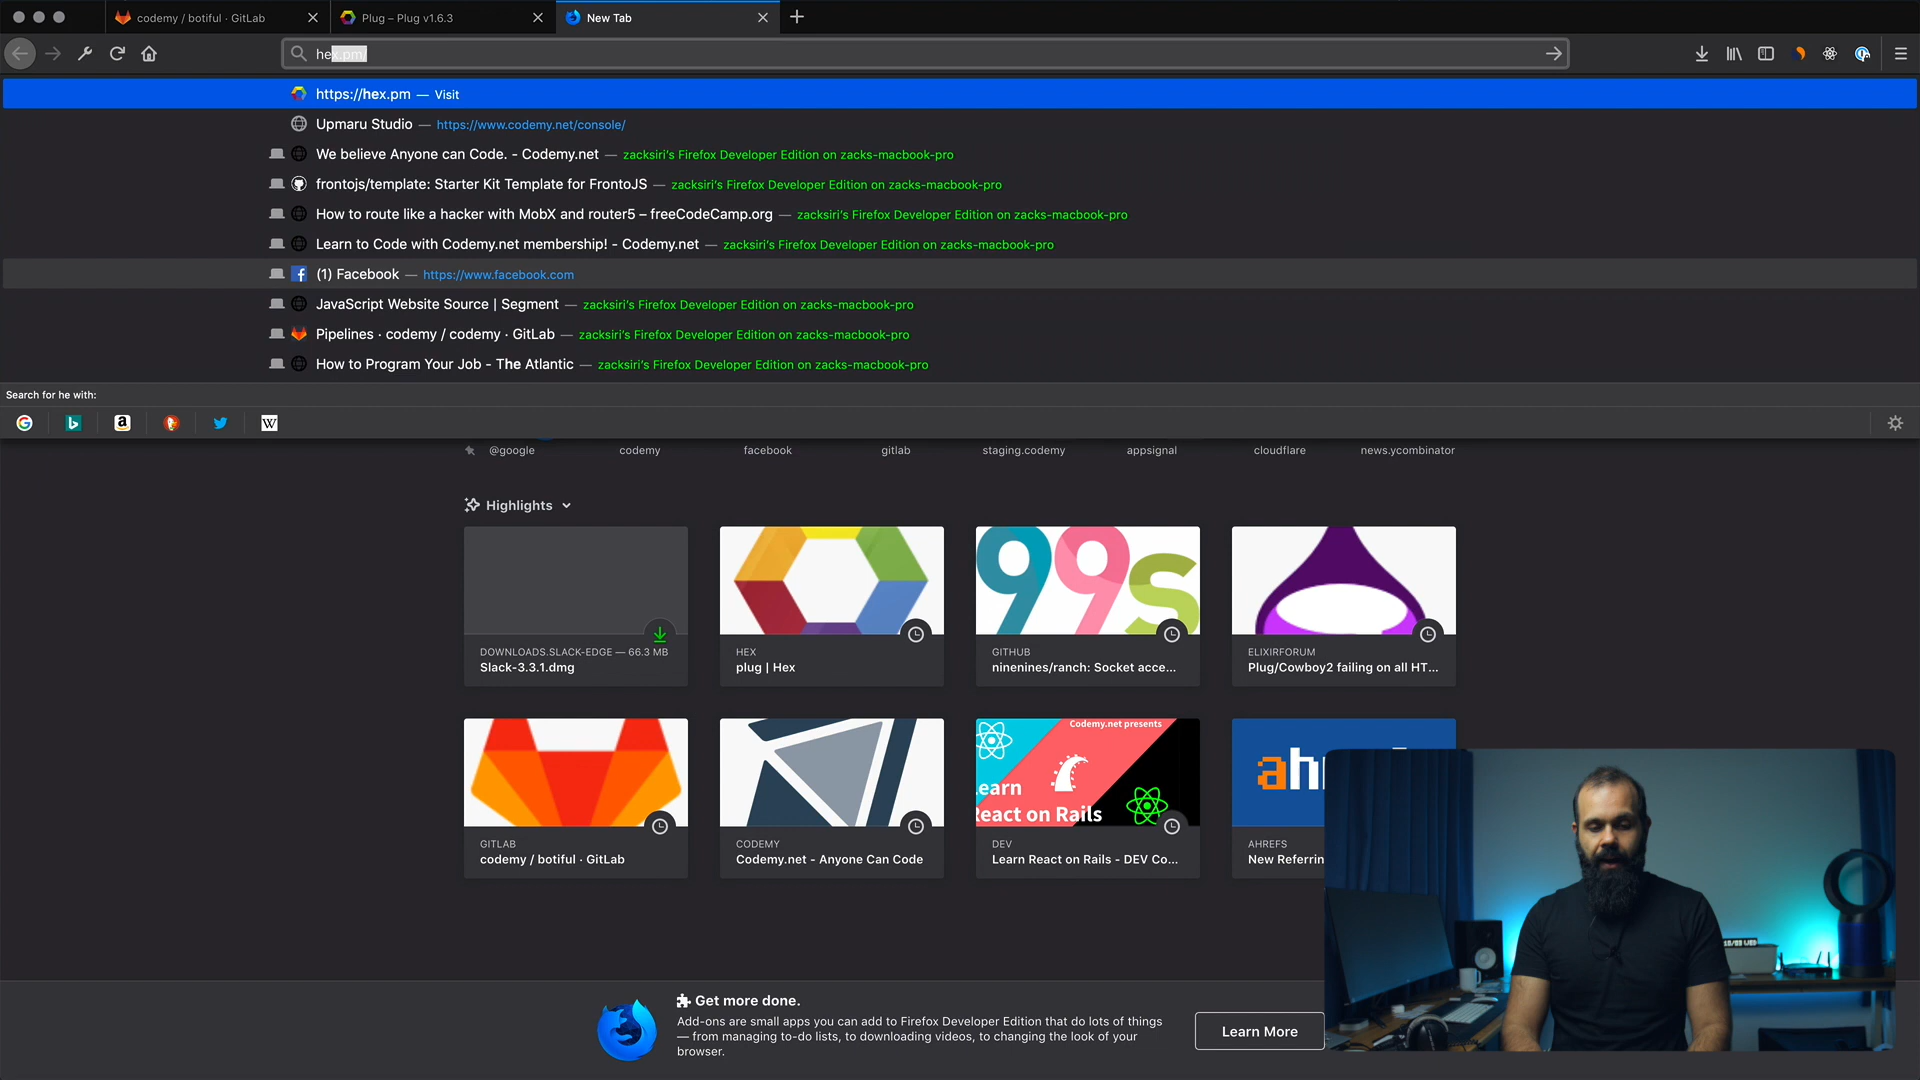 codemy / botiful · GitLab
Plug – Plug v1.6.3
New Tab
hex.pm/
https://hex.pm — Visit
Upmaru Studio — https://www.codemy.net/console/
We believe Anyone can Code. - Codemy.net — zacksiri's Firefox Developer Edition on zacks-macbook-pro
frontojs/template: Starter Kit Template for FrontoJS — zacksiri's Firefox Developer Edition on zacks-macbook-pro
How to route like a hacker with MobX and router5 – freeCodeCamp.org — zacksiri's Firefox Developer Edition on zacks-macbook-pro
Learn to Code with Codemy.net membership! - Codemy.net — zacksiri's Firefox Developer Edition on zacks-macbook-pro
(1) Facebook — https://www.facebook.com
JavaScript Website Source | Segment — zacksiri's Firefox Developer Edition on zacks-macbook-pro
Pipelines · codemy / codemy · GitLab — zacksiri's Firefox Developer Edition on zacks-macbook-pro
How to Program Your Job - The Atlantic — zacksiri's Firefox Developer Edition on zacks-macbook-pro
Search for he with:
@google codemy facebook gitlab staging.codemy appsignal cloudflare news.ycombinator
Highlights
99s
DOWNLOADS.SLACK-EDGE — 66.3 MB
Slack-3.3.1.dmg
HEX
plug | Hex
GITHUB
ninenines/ranch: Socket acce...
ELIXIRFORUM
Plug/Cowboy2 failing on all HT...
Codemy.net presents
earn
React on Rails
ah
GITLAB
codemy / botiful · GitLab
CODEMY
Codemy.net - Anyone Can Code
DEV
Learn React on Rails - DEV Co...
AHREFS
New Referrin
Get more done.
Add-ons are small apps you can add to Firefox Developer Edition that do lots of things
— from managing to-do lists, to downloading videos, to changing the look of your
browser.
Learn More